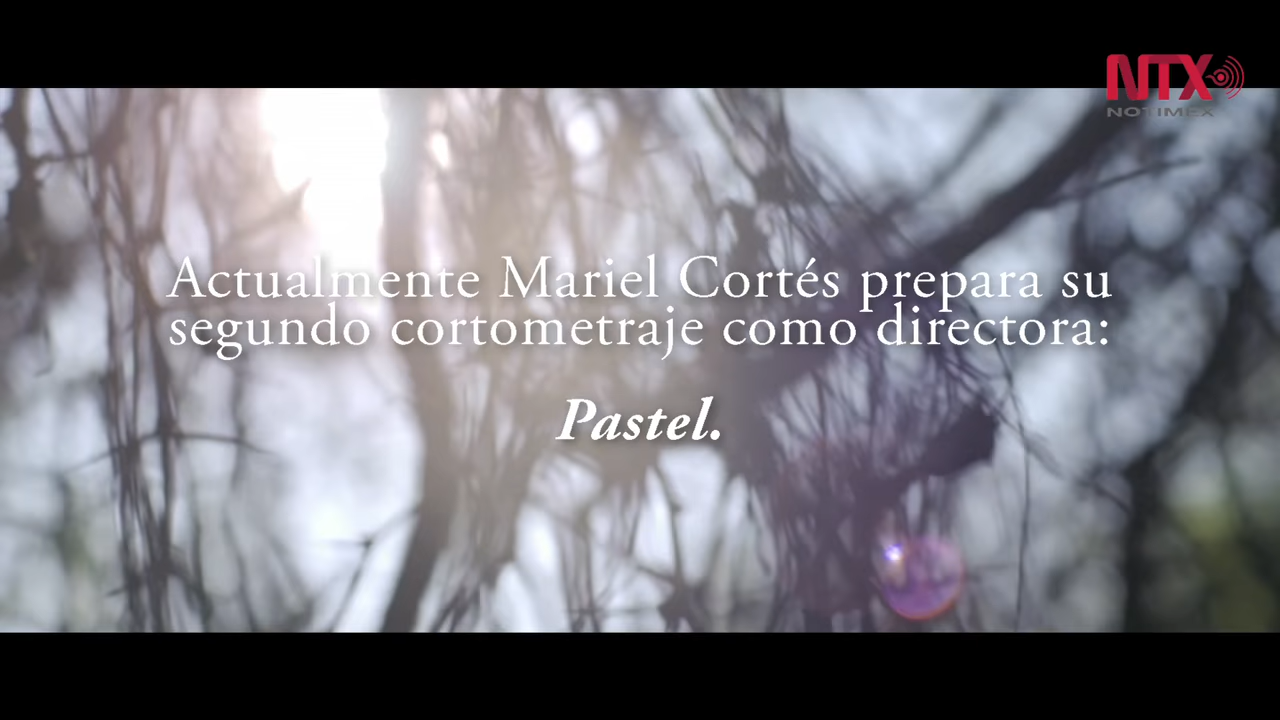 NTX
NOTIMEX
Actualmente Mariel Cortés prepara su
segundo cortometraje como directora:
Pastel.